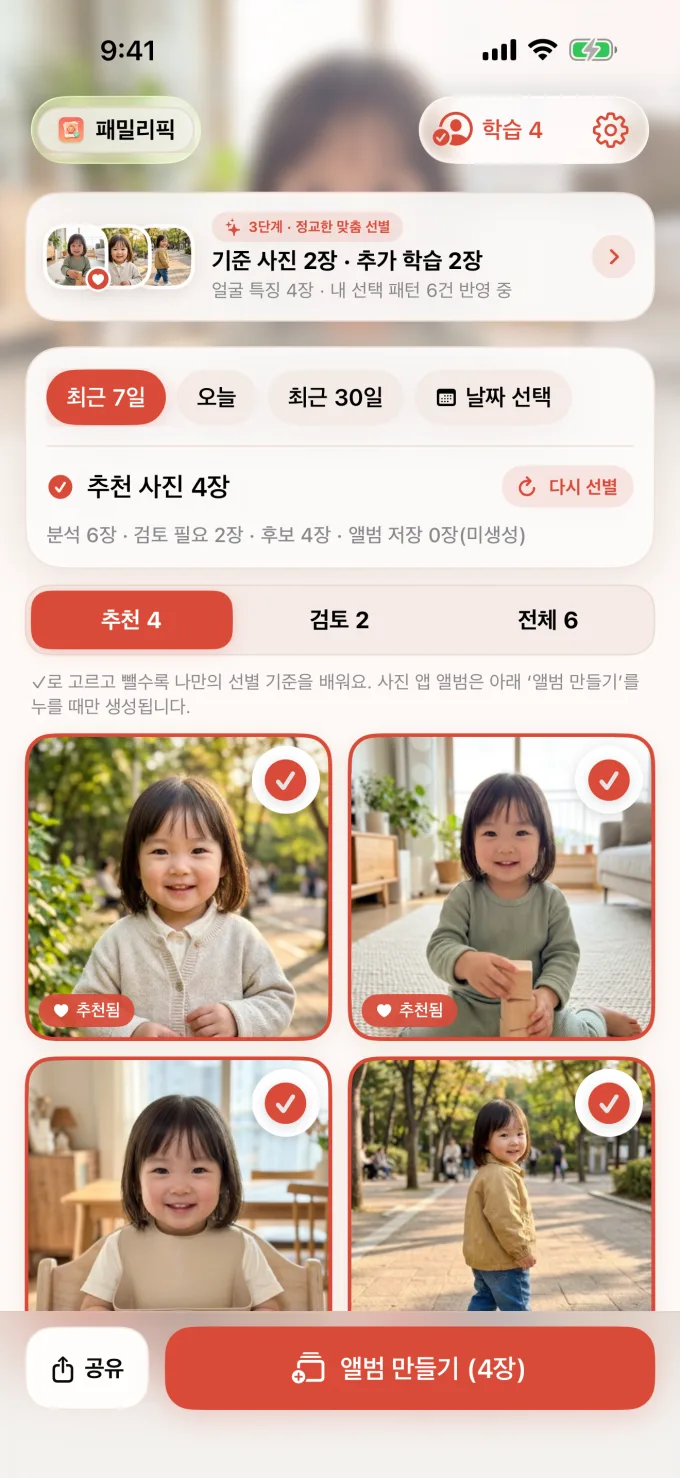 9:41
패밀리픽
학습 4
3단계 · 정교한 맞춤 선별
기준 사진 2장 · 추가 학습 2장
얼굴 특징 4장 · 내 선택 패턴 6건 반영 중
최근 7일
오늘
최근 30일
날짜 선택
추천 사진 4장
다시 선별
분석 6장 · 검토 필요 2장 · 후보 4장 · 앨범 저장 0장(미생성)
추천 4
검토 2
전체 6
✓로 고르고 뺄수록 나만의 선별 기준을 배워요. 사진 앱 앨범은 아래 ‘앨범 만들기’를
누를 때만 생성됩니다.
추천됨
추천됨
공유
앨범 만들기 (4장)